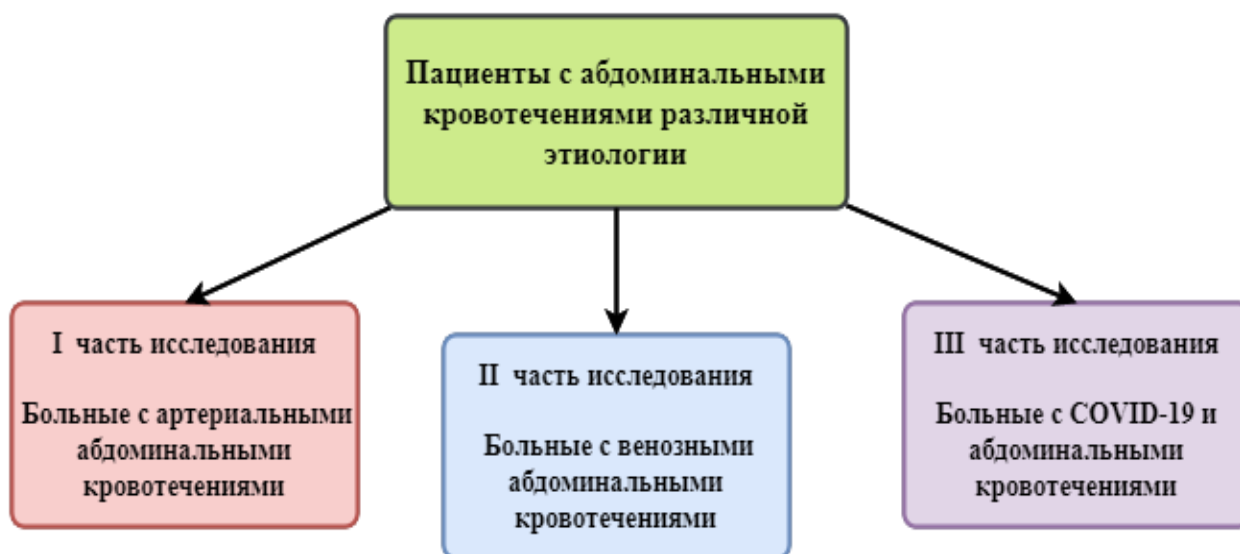 Пациенты с абдоминальными
кровотечениями различной
этиологии
I часть исследования
Больные с артериальными
абдоминальными
кровотечениями
II часть исследования
Больные с венозными
абдоминальными
кровотечениями
III часть исследования
Больные с COVID-19 и
абдоминальными
кровотечениями